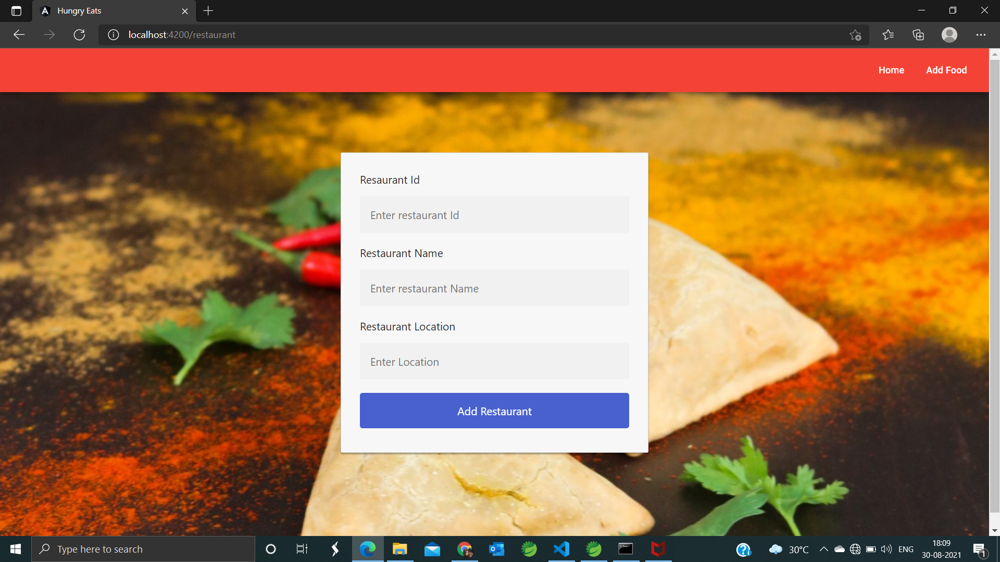 Hungry Eats
localhost:4200/restaurant
Home Add Food
Resaurant Id
Enter restaurant Id
Restaurant Name
Enter restaurant Name
Restaurant Location
Enter Location
Add Restaurant
Type here to search
30°C
ENG
18:09
30-08-2021
1